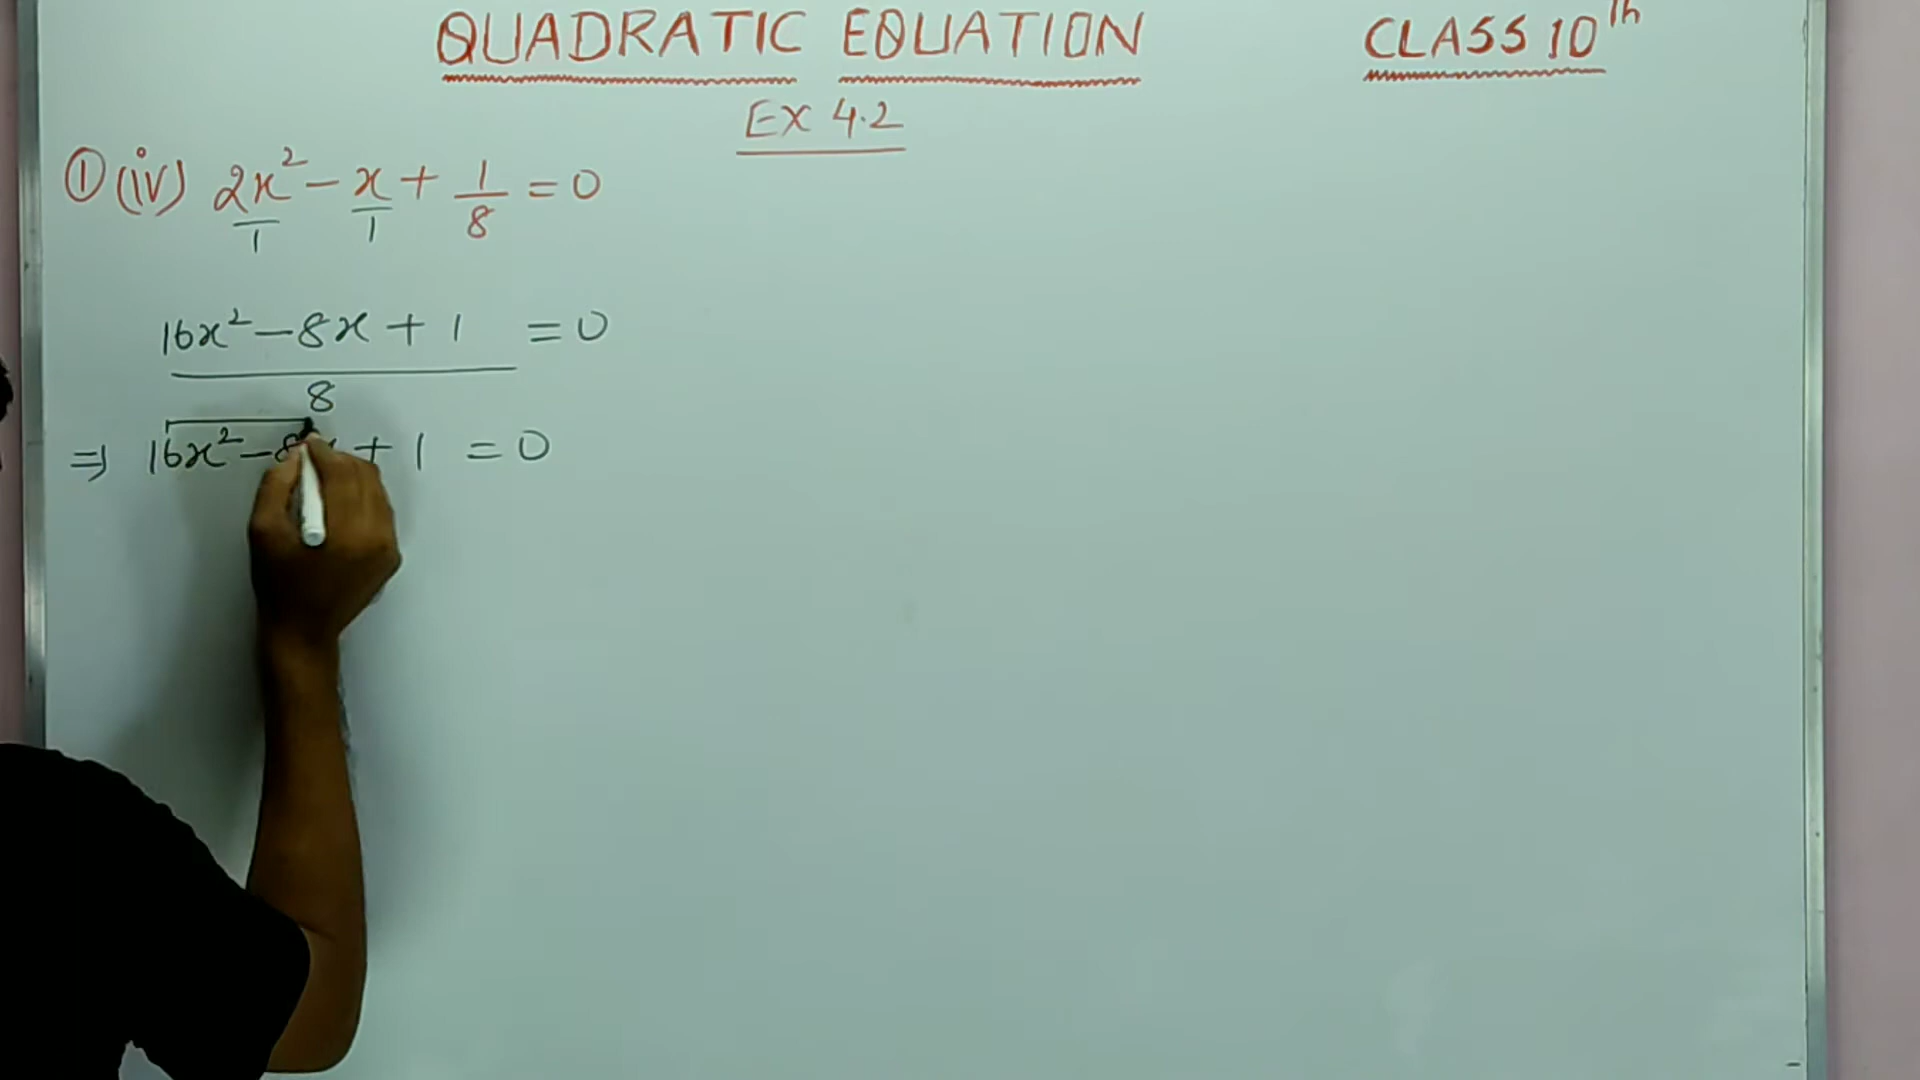 QUADRATIC EQUATION CLASS 10th
EX 4.2
① (iv) 2x²/1 - x/1 + 1/8 = 0
16x² - 8x + 1 = 0
8
⇒ 16x² - 8x + 1 = 0